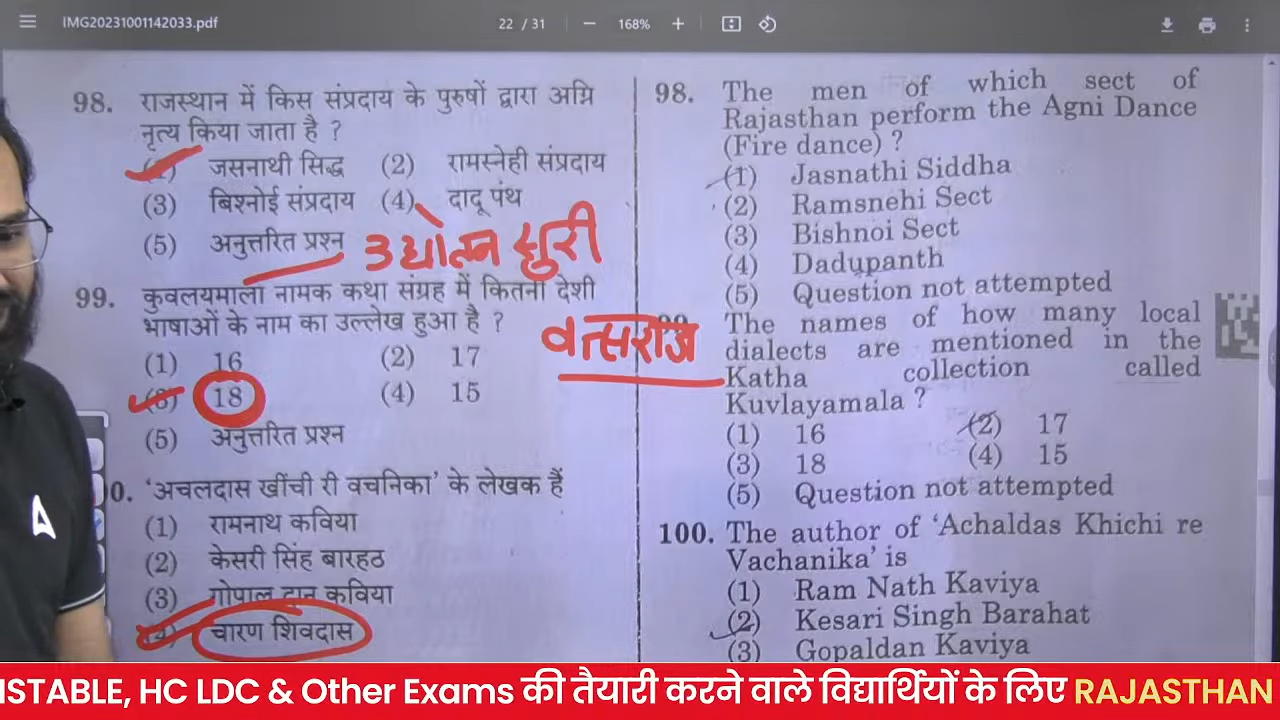 IMG20231001142033.pdf
22 / 31
168%
98. राजस्थान में किस संप्रदाय के पुरुषों द्वारा अग्नि
नृत्य किया जाता है ?
जसनाथी सिद्ध (2) रामस्नेही संप्रदाय
(3) बिश्नोई संप्रदाय (4) दादू पंथ
(5) अनुत्तरित प्रश्न
उद्योतन सुरी
99. कुवलयमाला नामक कथा संग्रह में कितनी देशी
भाषाओं के नाम का उल्लेख हुआ है ?
वत्सराज
(1) 16 (2) 17
(3) 18 (4) 15
(5) अनुत्तरित प्रश्न
0. 'अचलदास खींची री वचनिका' के लेखक हैं
(1) रामनाथ कविया
(2) केसरी सिंह बारहठ
(3) गोपाल दान कविया
चारण शिवदास
98. The men of which sect of
Rajasthan perform the Agni Dance
(Fire dance) ?
(1) Jasnathi Siddha
(2) Ramsnehi Sect
(3) Bishnoi Sect
(4) Dadupanth
(5) Question not attempted
The names of how many local
dialects are mentioned in the
Katha collection called
Kuvlayamala ?
(1) 16 (2) 17
(3) 18 (4) 15
(5) Question not attempted
100. The author of 'Achaldas Khichi re
Vachanika' is
(1) Ram Nath Kaviya
(2) Kesari Singh Barahat
(3) Gopaldan Kaviya
ISTABLE, HC LDC & Other Exams की तैयारी करने वाले विद्यार्थियों के लिए RAJASTHAN